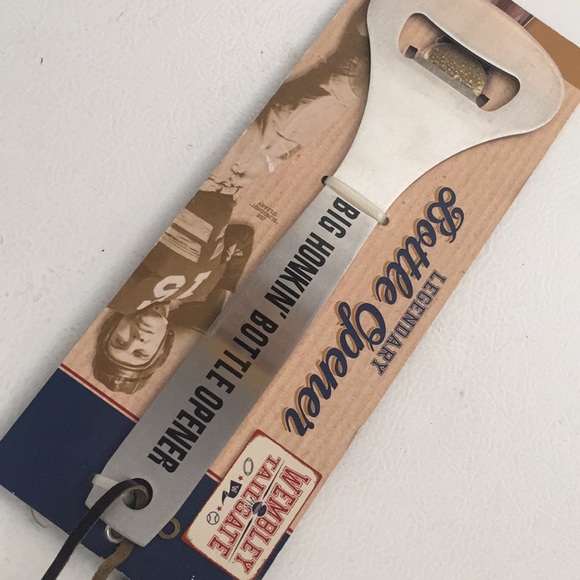 BIG HONKIN' BOTTLE OPENER
LEGENDARY
Bottle Opener
WEMBLEY
TAILGATE